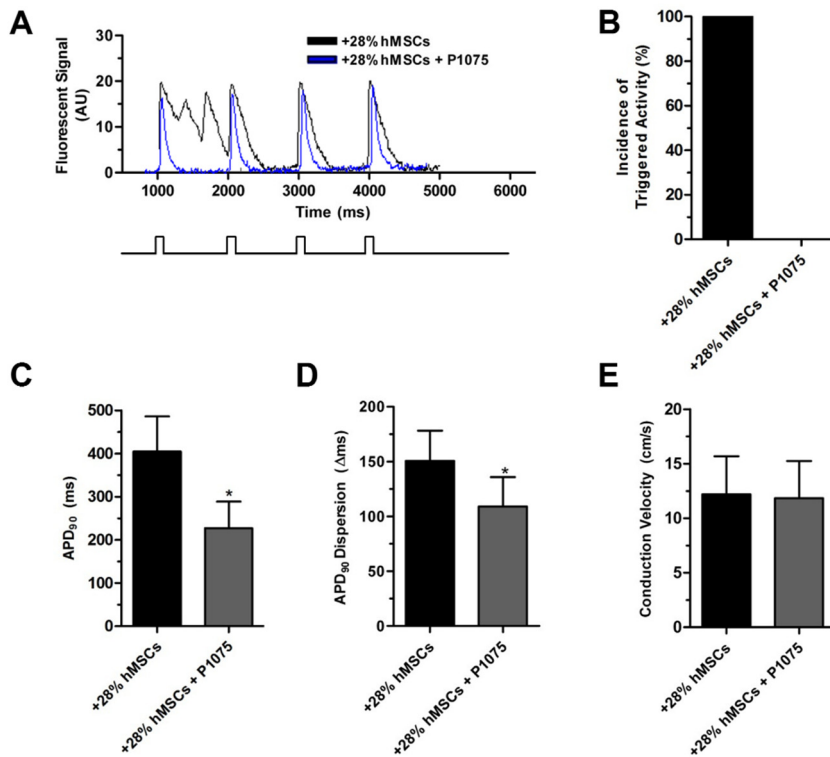 A
Fluorescent Signal
(AU)
30
20
10
0
+28% hMSCs
+28% hMSCs + P1075
1000
2000
3000
4000
5000
6000
Time (ms)
B
Incidence of
Triggered Activity (%)
100
80
60
40
20
0
+28% hMSCs
+28% hMSCs + P1075
C
APD90
(ms)
500
400
300
200
100
0
*
+28% hMSCs
+28% hMSCs + P1075
D
APD90 Dispersion (Δms)
200
150
100
50
0
*
+28% hMSCs
+28% hMSCs + P1075
E
Conduction Velocity (cm/s)
20
15
10
5
0
+28% hMSCs
+28% hMSCs + P1075